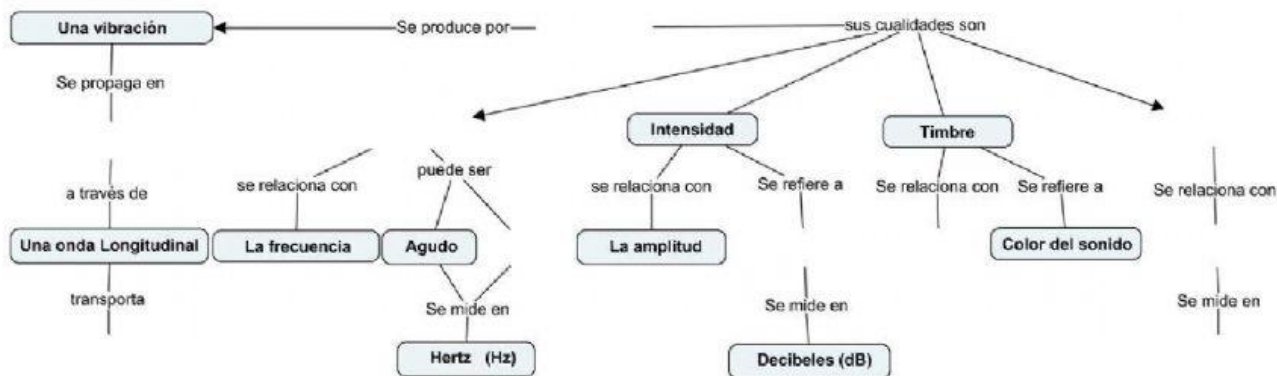 Una vibración
Se produce por
sus cualidades son
Se propaga en
Intensidad
Timbre
a través de
se relaciona con
puede ser
se relaciona con
Se refiere a
Se relaciona con
Se refiere a
Se relaciona con
Una onda Longitudinal
La frecuencia
Agudo
La amplitud
Color del sonido
transporta
Se mide en
Se mide en
Se mide en
Hertz (Hz)
Decibeles (dB)